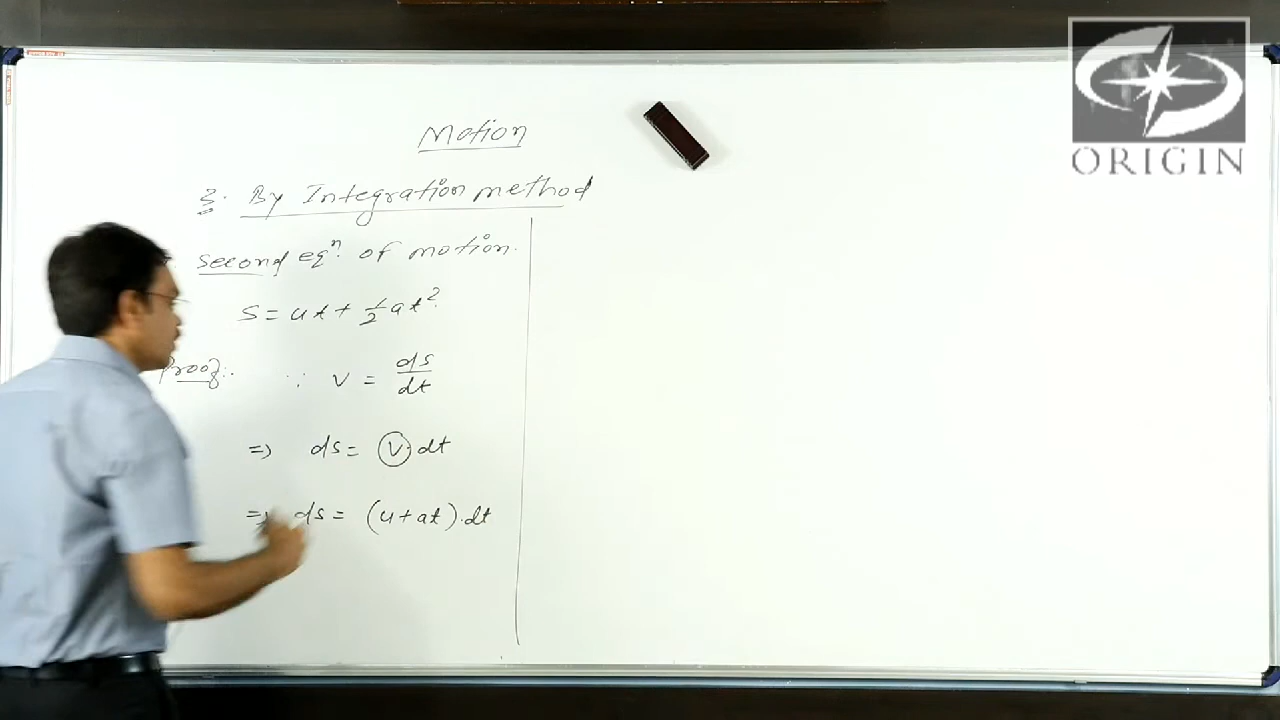 ORIGIN
Motion
3. By Integration method
second eqⁿ. of motion.
s = ut + 1/2 at².
Proof:. ∵ v = ds/dt
⇒ ds = v.dt
⇒ ds = (u+at).dt